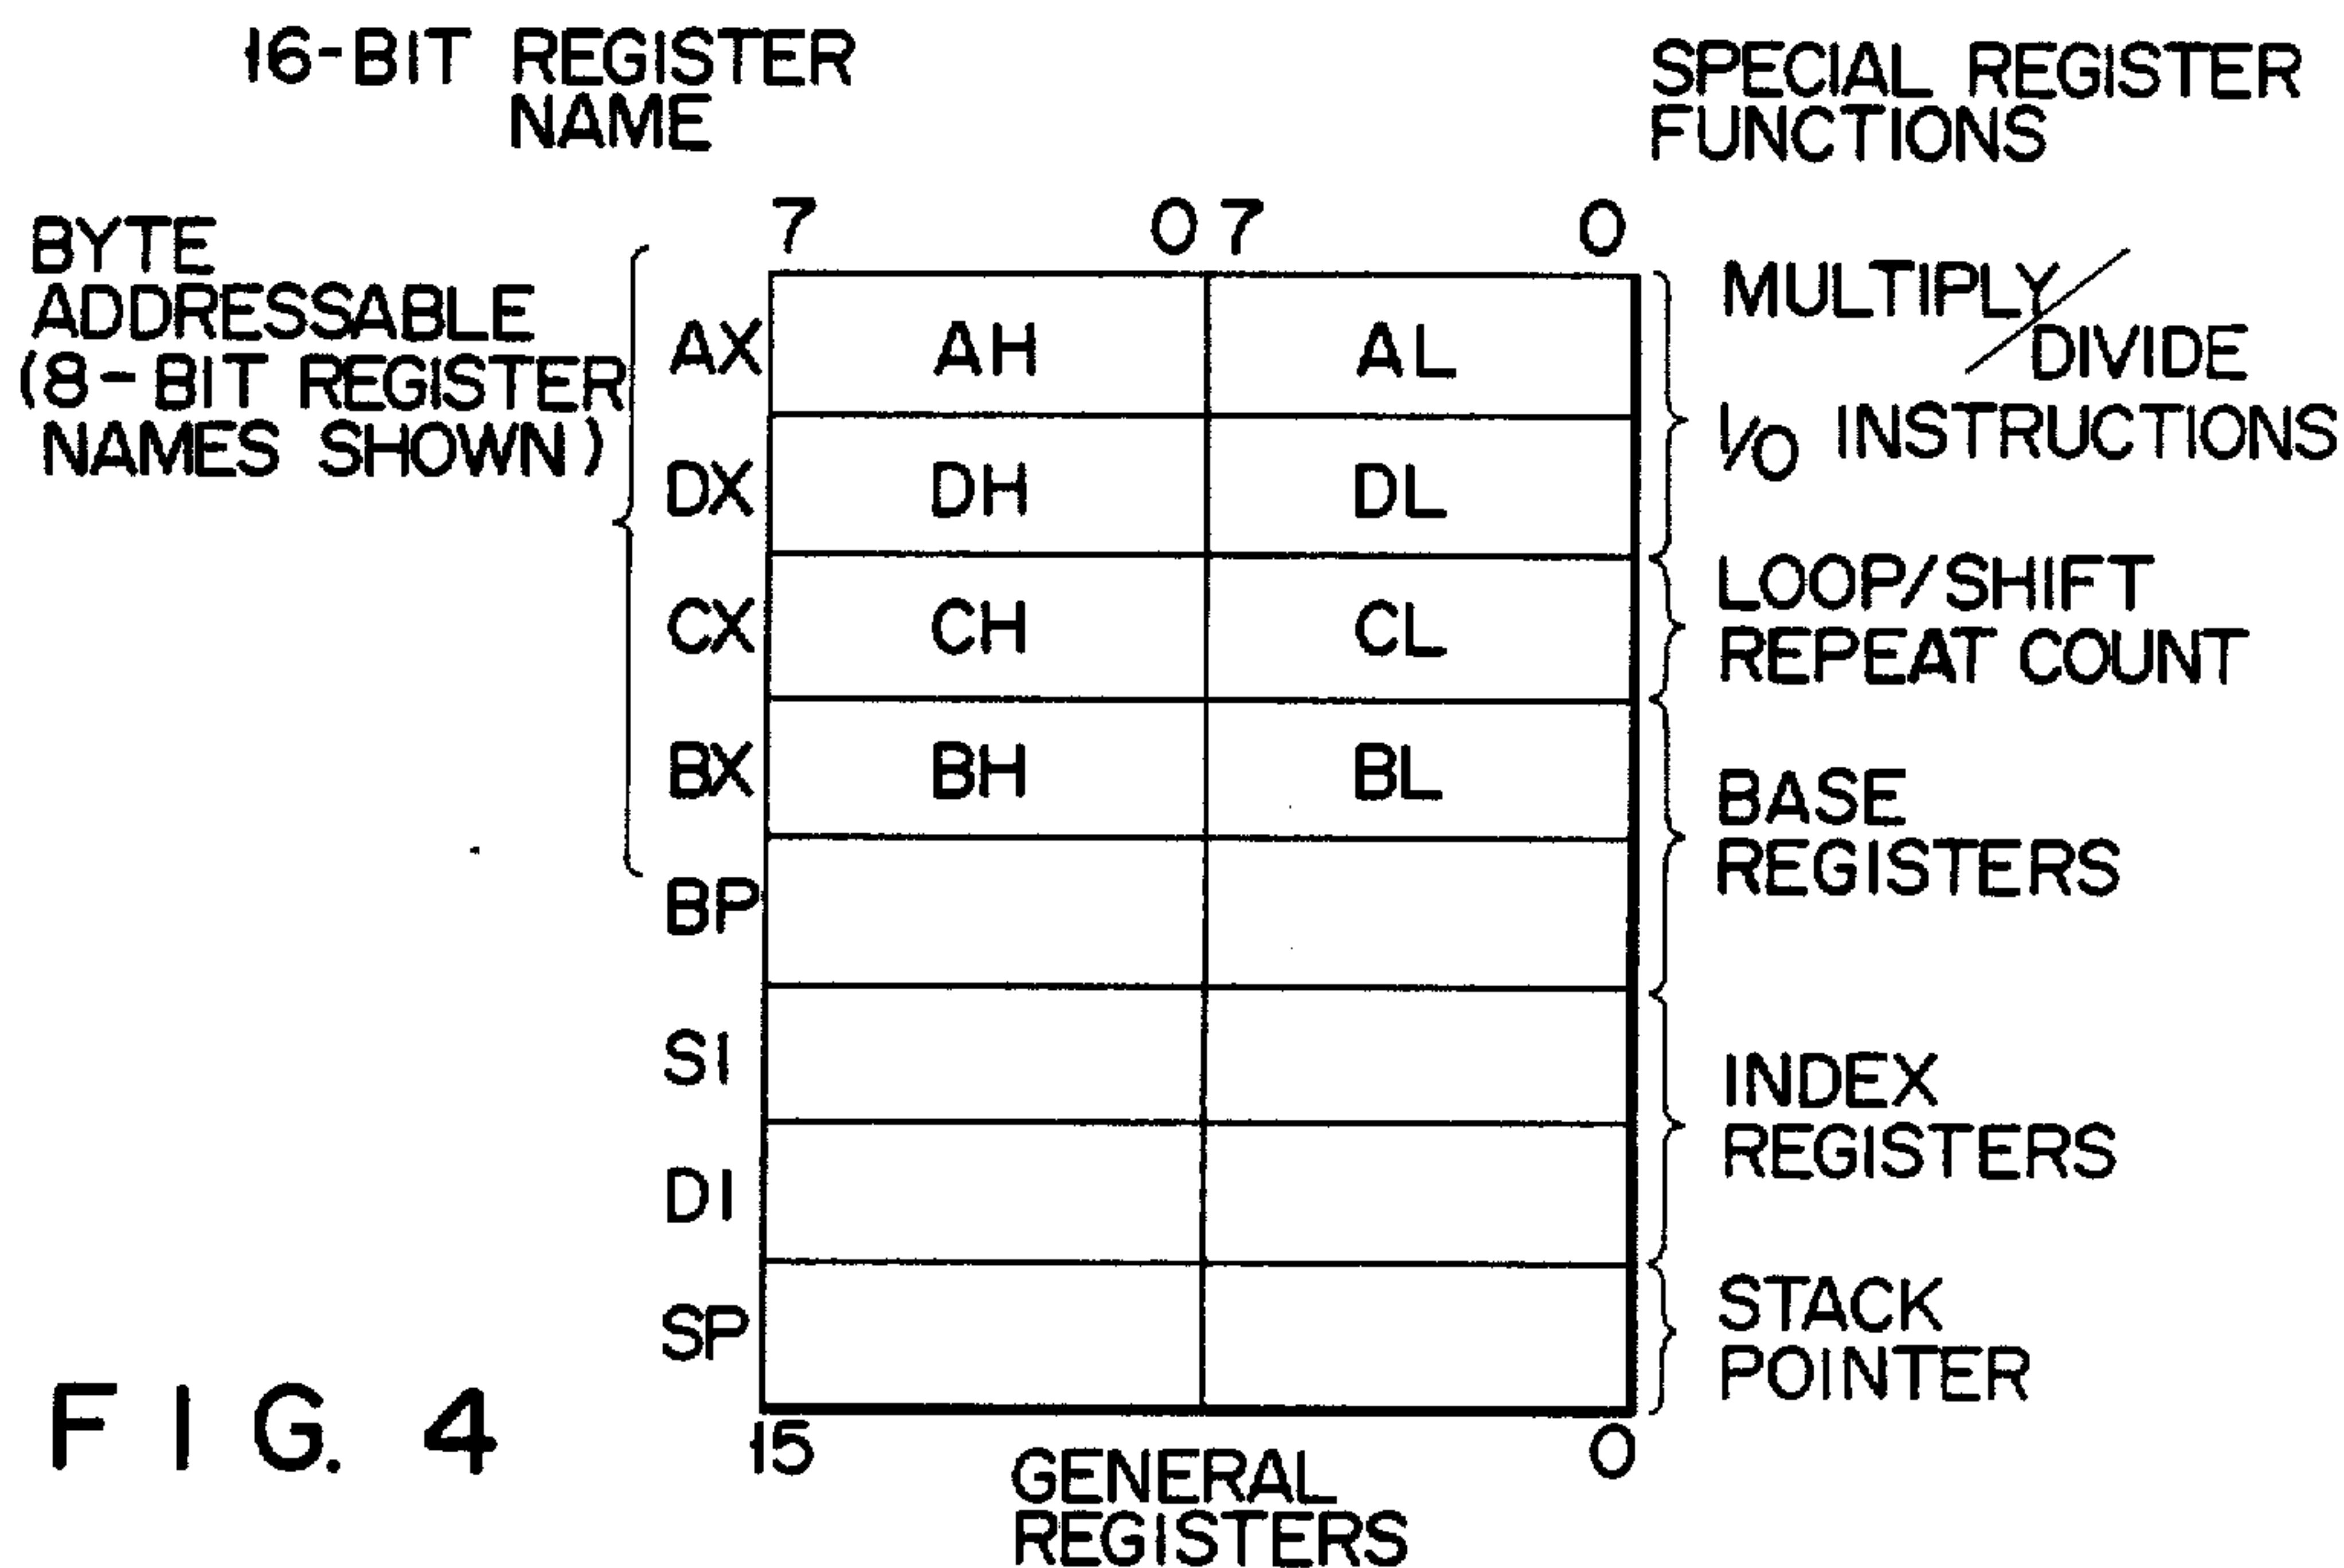 16-BIT REGISTER
NAME
SPECIAL REGISTER
FUNCTIONS
BYTE
ADDRESSABLE
(8-BIT REGISTER
NAMES SHOWN)
7 0 7 0
AX AH AL
DX DH DL
CX CH CL
BX BH BL
BP
SI
DI
SP
15 0
MULTIPLY/
DIVIDE
I/O INSTRUCTIONS
LOOP/SHIFT
REPEAT COUNT
BASE
REGISTERS
INDEX
REGISTERS
STACK
POINTER
GENERAL
REGISTERS
FIG. 4